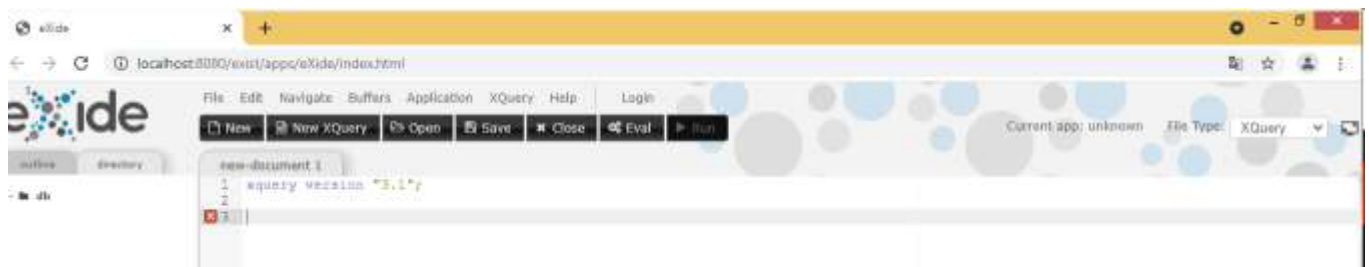 eXide
localhost:8080/exist/apps/eXide/index.html
eXide
File Edit Navigate Buffers Application XQuery Help Login
New New XQuery Open Save Close Eval Run
Current app: unknown File Type: XQuery
outline directory
new-document 1
db
1 xquery version "3.1";
2
3